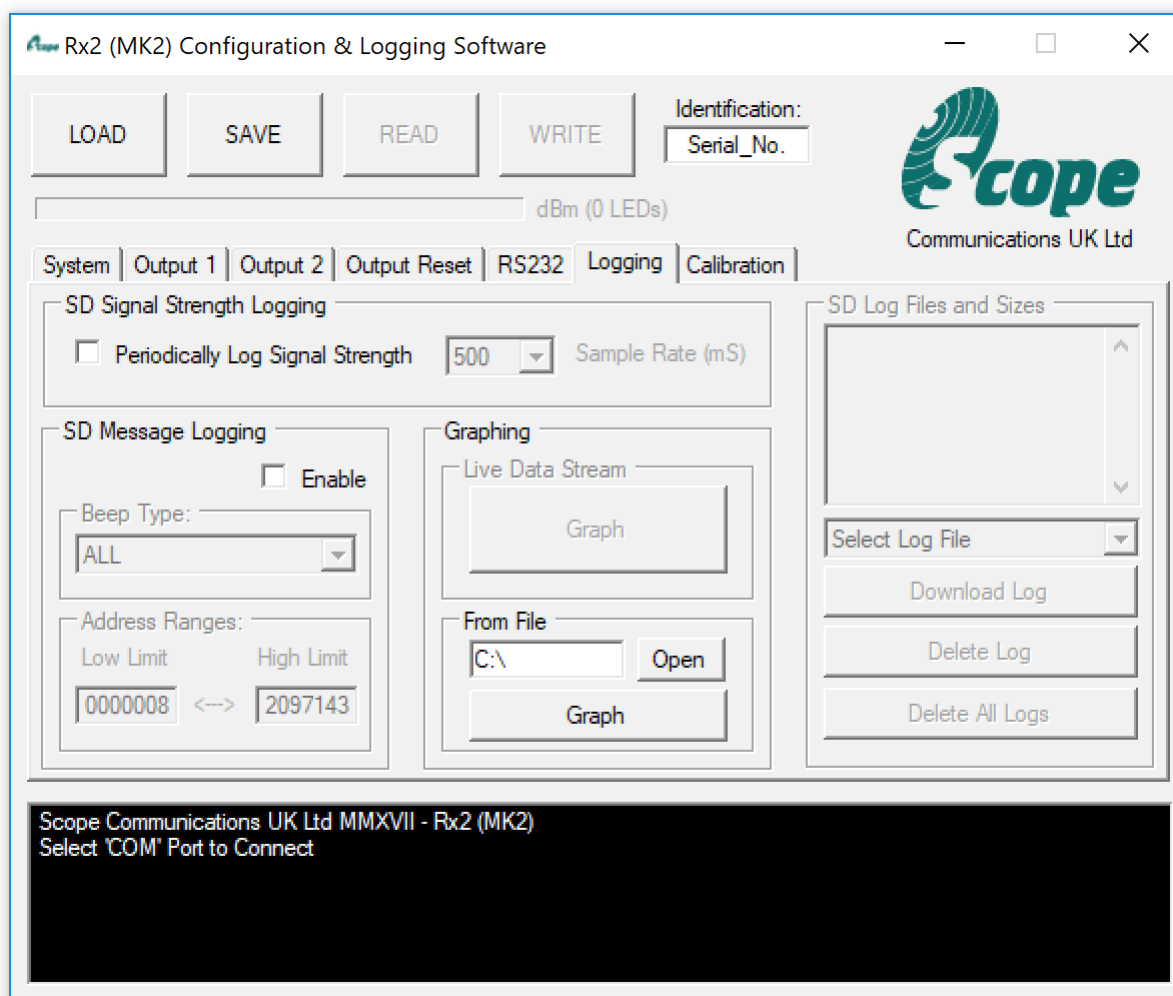 Scope Rx2 (MK2) Configuration & Logging Software
LOAD SAVE READ WRITE
Identification:
Serial_No.
dBm (0 LEDs)
Scope
Communications UK Ltd
System Output 1 Output 2 Output Reset RS232 Logging Calibration
SD Signal Strength Logging
Periodically Log Signal Strength 500 Sample Rate (mS)
SD Message Logging
Enable
Beep Type:
ALL
Address Ranges:
Low Limit High Limit
0000008 <---> 2097143
Graphing
Live Data Stream
Graph
From File
C:\ Open
Graph
SD Log Files and Sizes
Select Log File
Download Log
Delete Log
Delete All Logs
Scope Communications UK Ltd MMXVII - Rx2 (MK2)
Select 'COM' Port to Connect